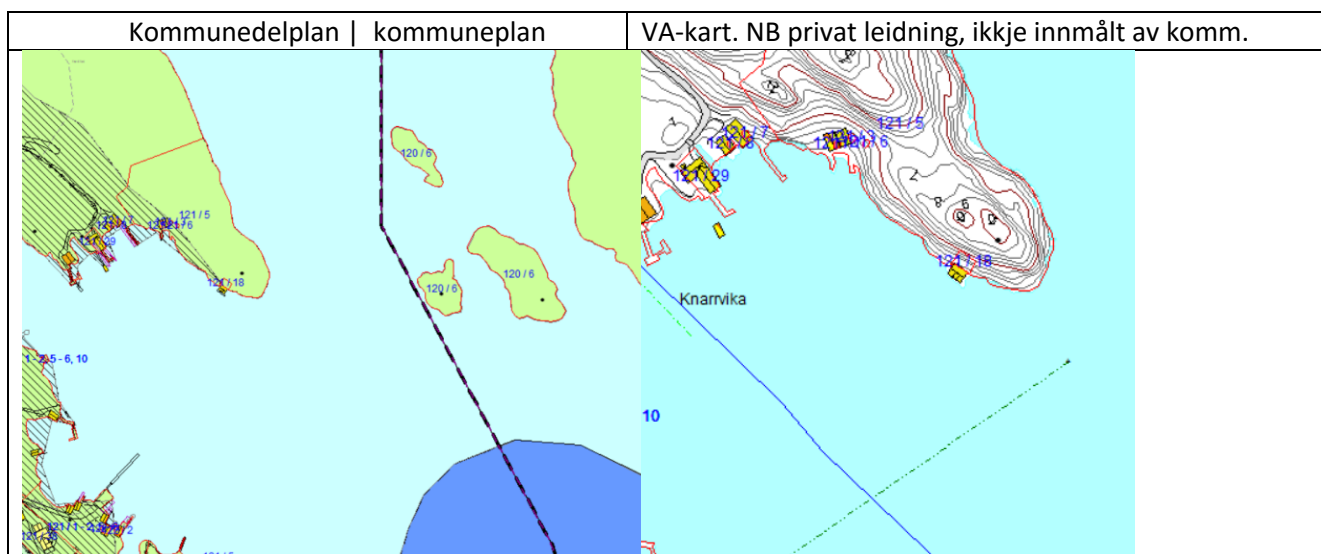 Kommunedelplan | kommuneplan
VA-kart. NB privat leidning, ikkje innmålt av komm.
120 / 6
121 / 5
121 / 29
120 / 6
120 / 6
121 / 18
1 - 2, 5 - 6, 10
121 / 5
121 / 7
121 / 29
121 / 18
Knarrvika
10